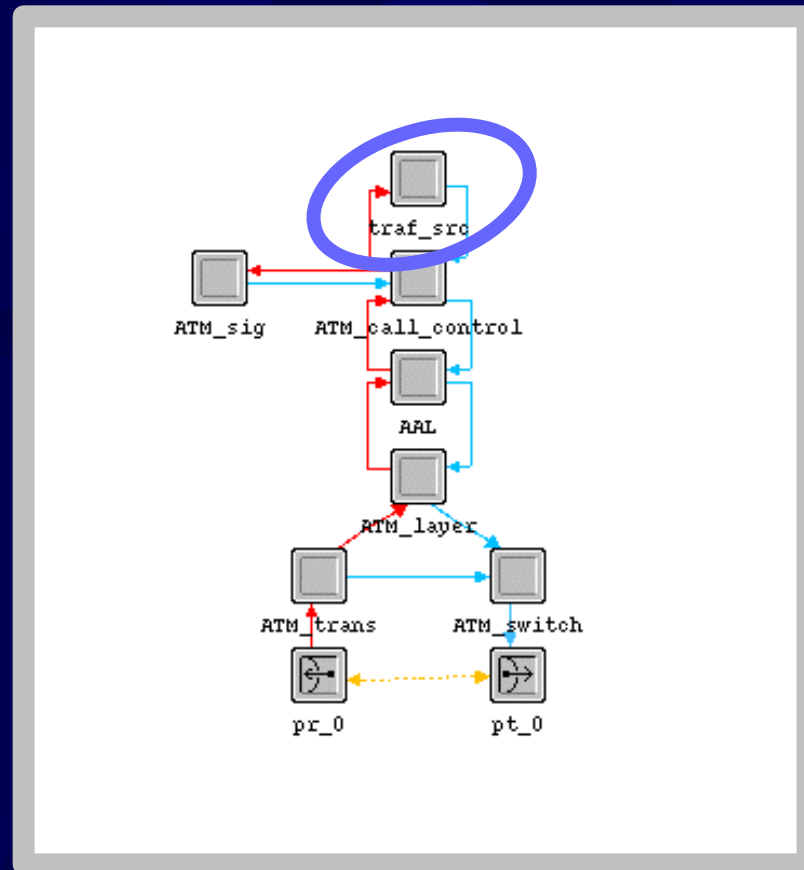 traf_src
ATM_sig
ATM_call_control
AAL
ATM_layer
ATM_trans
ATM_switch
pr_0
pt_0